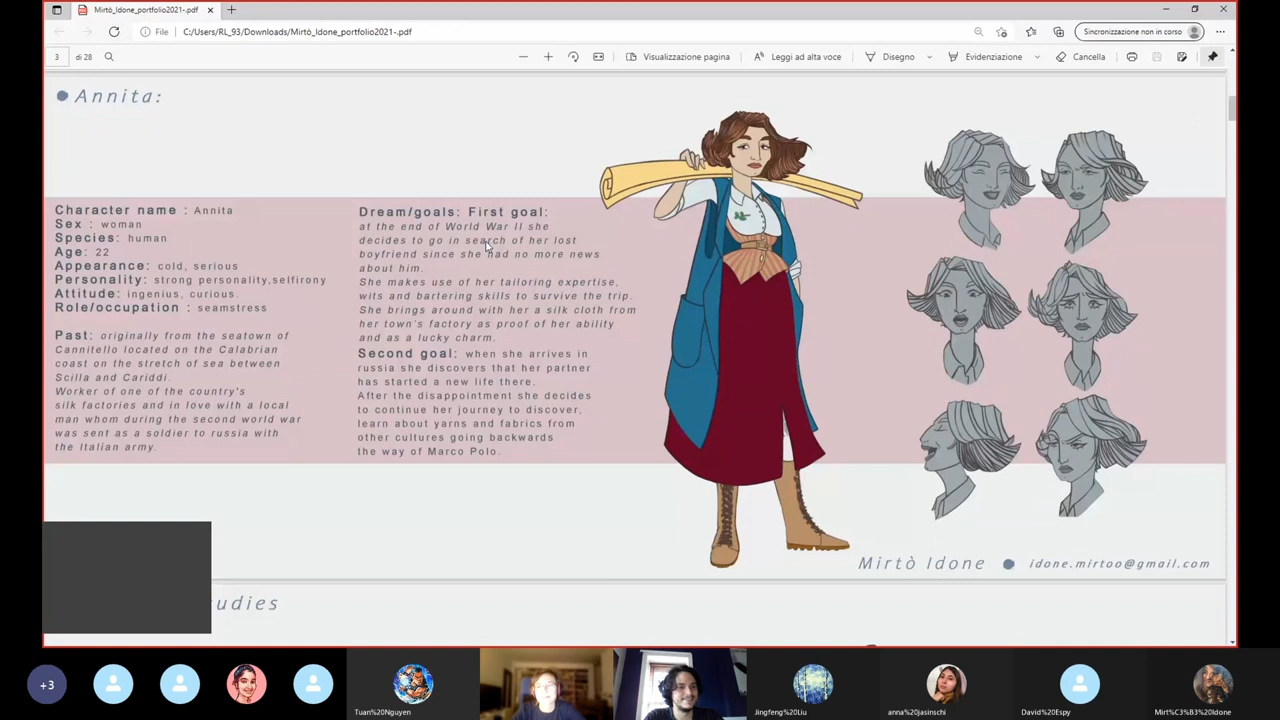 Mirtò_Idone_portfolio2021-.pdf
File
C:/Users/RL_93/Downloads/Mirtò_Idone_portfolio2021-.pdf
Sincronizzazione non in corso
3
di 28
Visualizzazione pagina
Leggi ad alta voce
Disegno
Evidenziazione
Cancella
Annita:
Character name : Annita
Sex : woman
Species: human
Age: 22
Appearance: cold, serious
Personality: strong personality,selfirony
Attitude: ingenius, curious.
Role/occupation : seamstress
Past: originally from the seatown of
Cannitello located on the Calabrian
coast on the stretch of sea between
Scilla and Cariddi.
Worker of one of the country's
silk factories and in love with a local
man whom during the second world war
was sent as a soldier to russia with
the Italian army.
Dream/goals: First goal:
at the end of World War II she
decides to go in search of her lost
boyfriend since she had no more news
about him.
She makes use of her tailoring expertise,
wits and bartering skills to survive the trip.
She brings around with her a silk cloth from
her town's factory as proof of her ability
and as a lucky charm.
Second goal: when she arrives in
russia she discovers that her partner
has started a new life there.
After the disappointment she decides
to continue her journey to discover,
learn about yarns and fabrics from
other cultures going backwards
the way of Marco Polo.
Mirtò Idone
idone.mirtoo@gmail.com
udies
+3
Tuan%20Nguyen
Jingfeng%20Liu
anna%20jasinschi
David%20Espy
Mirt%C3%B3%20Idone